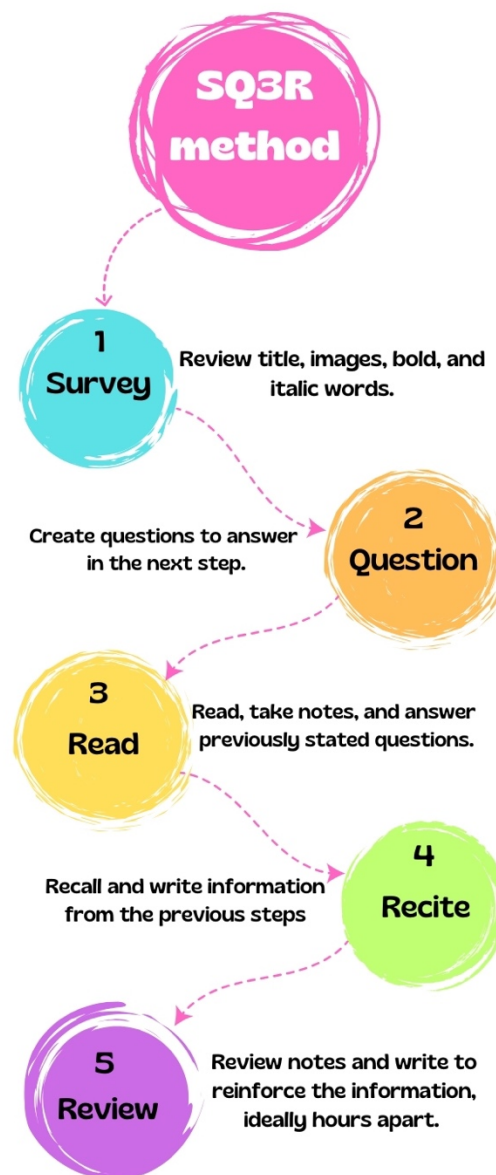 SQ3R
method
1
Survey
Review title, images, bold, and
italic words.
2
Question
Create questions to answer
in the next step.
3
Read
Read, take notes, and answer
previously stated questions.
4
Recite
Recall and write information
from the previous steps
5
Review
Review notes and write to
reinforce the information,
ideally hours apart.